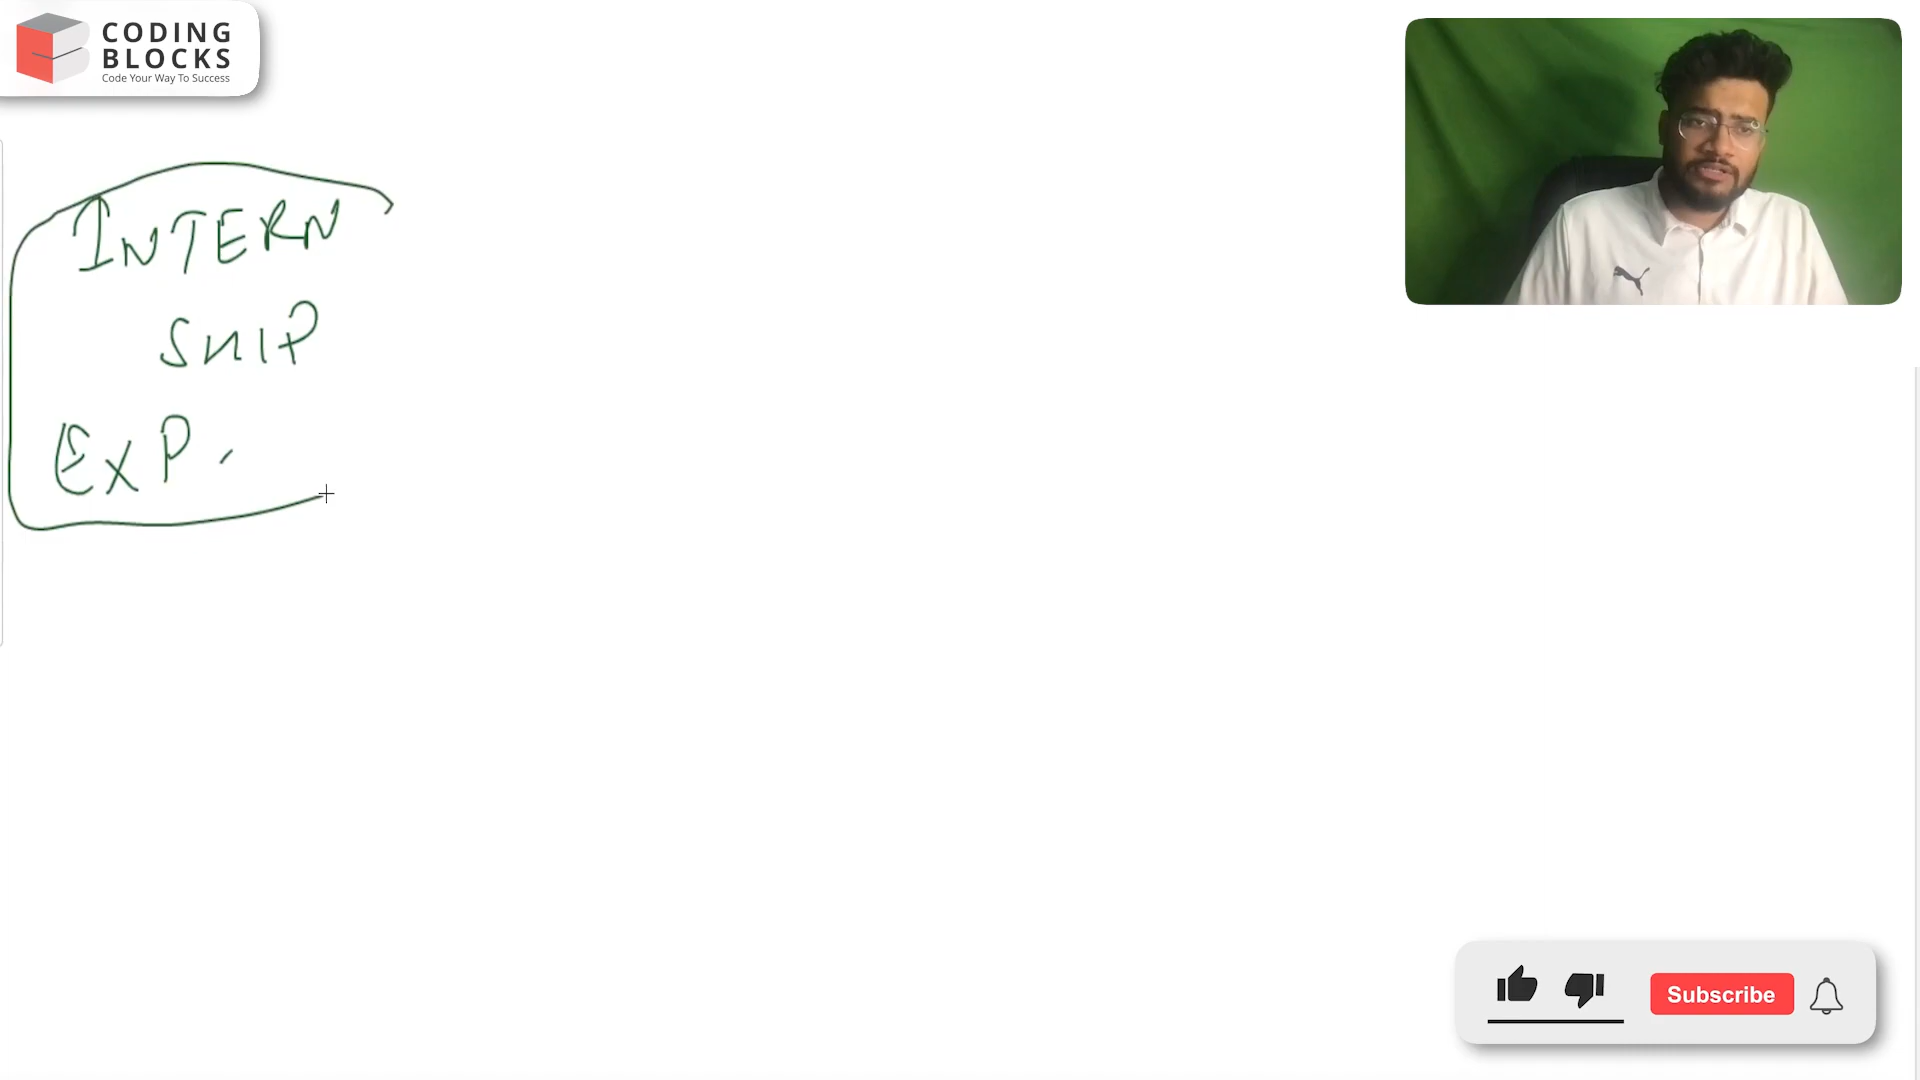 CODING
BLOCKS
Code Your Way To Success
INTERN
SHIP
EXP.
Subscribe